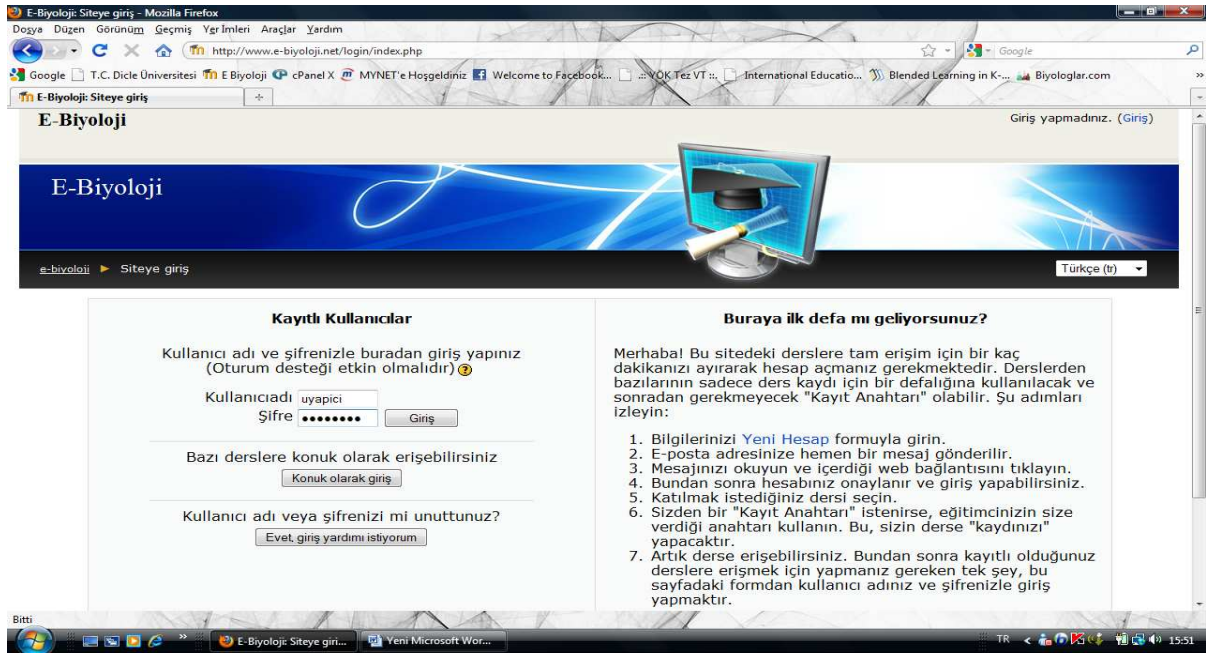 E-Biyoloji: Siteye giriş - Mozilla Firefox
Dosya Düzen Görünüm Geçmiş Yer İmleri Araçlar Yardım
http://www.e-biyoloji.net/login/index.php
Google
Google T.C. Dicle Üniversitesi E Biyoloji cPanel X MYNET'e Hoşgeldiniz Welcome to Facebook... .::YÖK Tez VT ::. International Educatio... Blended Learning in K-... Biyologlar.com »
E-Biyoloji: Siteye giriş
E-Biyoloji
Giriş yapmadınız. (Giriş)
E-Biyoloji
e-biyoloji ► Siteye giriş
Türkçe (tr)
Kayıtlı Kullanıcılar
Kullanıcı adı ve şifrenizle buradan giriş yapınız
(Oturum desteği etkin olmalıdır) ?
Kullanıcıadı uyapici
Şifre •••••••• Giriş
Bazı derslere konuk olarak erişebilirsiniz
Konuk olarak giriş
Kullanıcı adı veya şifrenizi mi unuttunuz?
Evet, giriş yardımı istiyorum
Buraya ilk defa mı geliyorsunuz?
Merhaba! Bu sitedeki derslere tam erişim için bir kaç
dakikanızı ayırarak hesap açmanız gerekmektedir. Derslerden
bazılarının sadece ders kaydı için bir defalığına kullanılacak ve
sonradan gerekmeyecek "Kayıt Anahtarı" olabilir. Şu adımları
izleyin:
1. Bilgilerinizi Yeni Hesap formuyla girin.
2. E-posta adresinize hemen bir mesaj gönderilir.
3. Mesajınızı okuyun ve içerdiği web bağlantısını tıklayın.
4. Bundan sonra hesabınız onaylanır ve giriş yapabilirsiniz.
5. Katılmak istediğiniz dersi seçin.
6. Sizden bir "Kayıt Anahtarı" istenirse, eğitimcinizin size
verdiği anahtarı kullanın. Bu, sizin derse "kaydınızı"
yapacaktır.
7. Artık derse erişebilirsiniz. Bundan sonra kayıtlı olduğunuz
derslere erişmek için yapmanız gereken tek şey, bu
sayfadaki formdan kullanıcı adınız ve şifrenizle giriş
yapmaktır.
Bitti
» E-Biyoloji: Siteye giri... Yeni Microsoft Wor... TR < 15:51